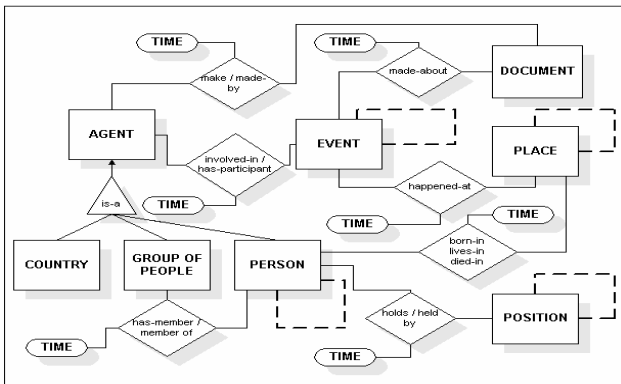 TIME
TIME
make / made-
by
made-about
DOCUMENT
AGENT
EVENT
PLACE
involved-in /
has-participant
happened-at
TIME
TIME
TIME
is-a
COUNTRY
GROUP OF
PEOPLE
PERSON
born-in
lives-in
died-in
has-member /
member of
holds / held
by
POSITION
TIME
TIME